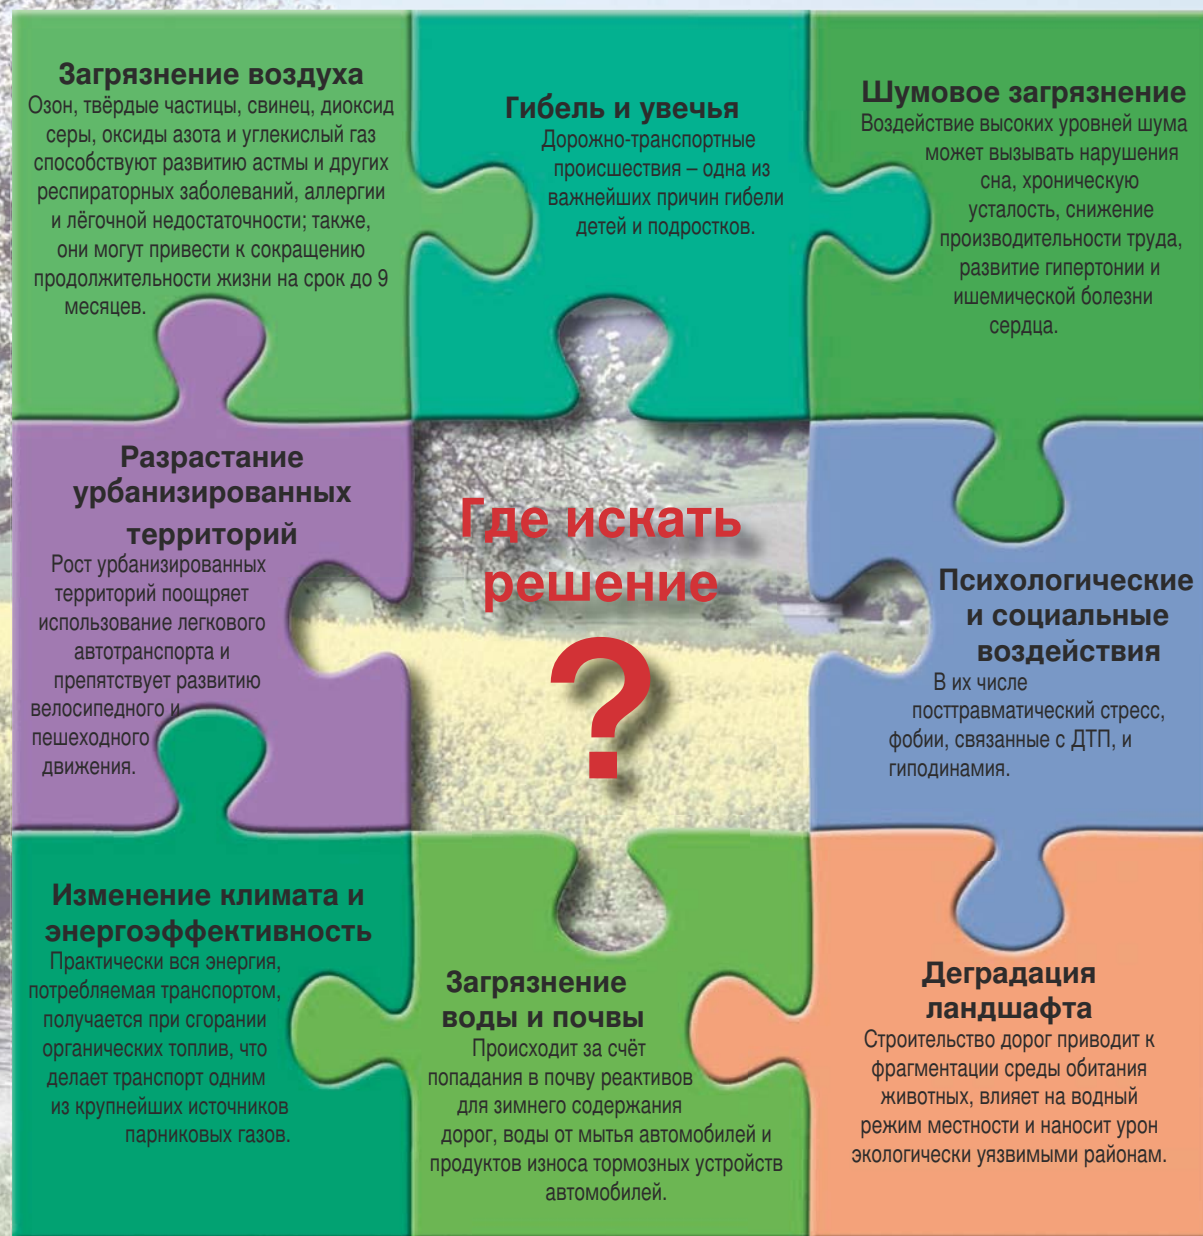 Загрязнение воздуха
Озон, твёрдые частицы, свинец, диоксид
серы, оксиды азота и углекислый газ
способствуют развитию астмы и других
респираторных заболеваний, аллергии
и лёгочной недостаточности; также,
они могут привести к сокращению
продолжительности жизни на срок до 9
месяцев.
Гибель и увечья
Дорожно-транспортные
происшествия – одна из
важнейших причин гибели
детей и подростков.
Шумовое загрязнение
Воздействие высоких уровней шума
может вызывать нарушения
сна, хроническую
усталость, снижение
производительности труда,
развитие гипертонии и
ишемической болезни
сердца.
Разрастание
урбанизированных
территорий
Рост урбанизированных
территорий поощряет
использование легкового
автотранспорта и
препятствует развитию
велосипедного и
пешеходного
движения.
Где искать
решение
?
Психологические
и социальные
воздействия
В их числе
посттравматический стресс,
фобии, связанные с ДТП, и
гиподинамия.
Изменение климата и
энергоэффективность
Практически вся энергия,
потребляемая транспортом,
получается при сгорании
органических топлив, что
делает транспорт одним
из крупнейших источников
парниковых газов.
Загрязнение
воды и почвы
Происходит за счёт
попадания в почву реактивов
для зимнего содержания
дорог, воды от мытья автомобилей и
продуктов износа тормозных устройств
автомобилей.
Деградация
ландшафта
Строительство дорог приводит к
фрагментации среды обитания
животных, влияет на водный
режим местности и наносит урон
экологически уязвимыми районам.